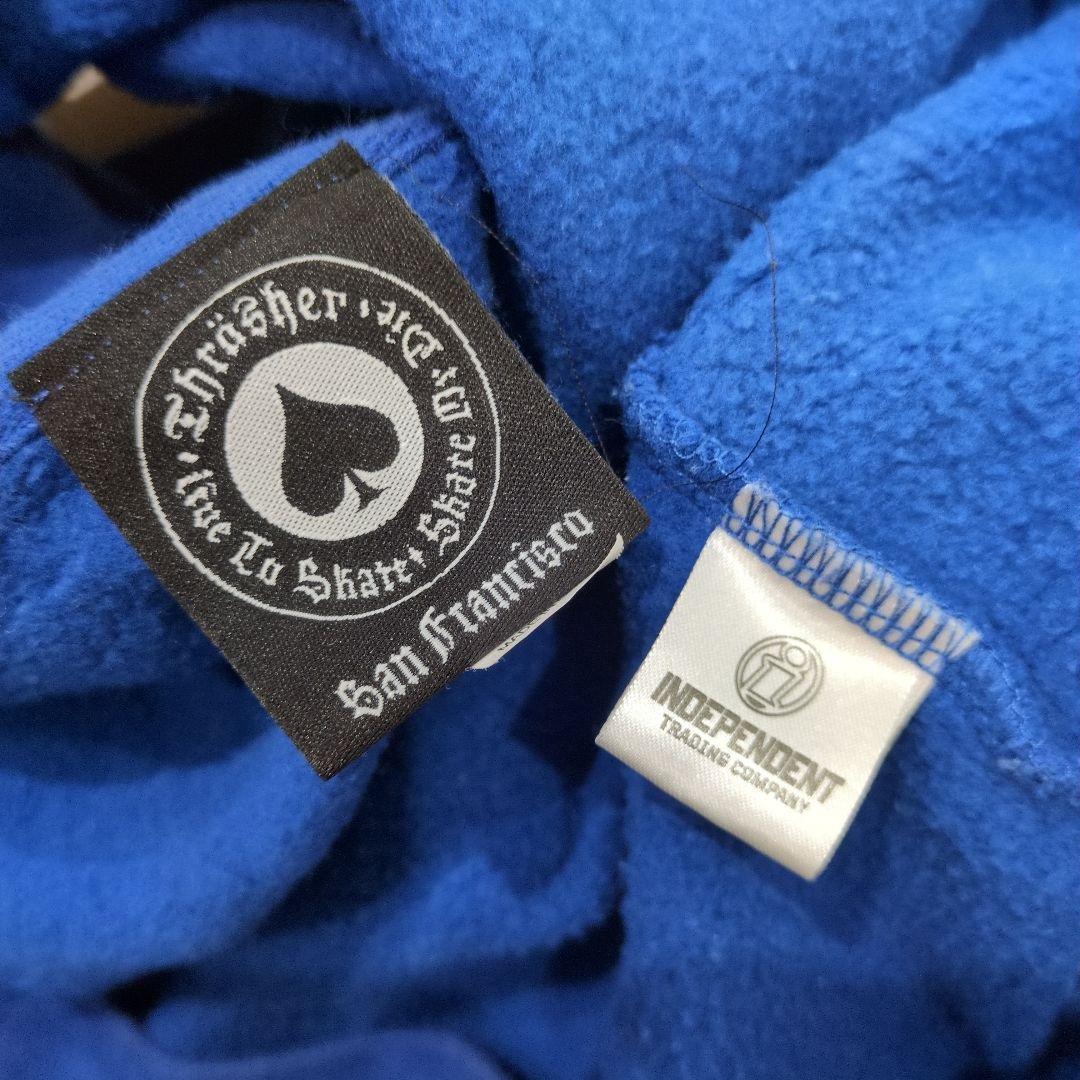 Thrasher · Skate Or Die ·
Live To Skate ·
San Francisco
INDEPENDENT
TRADING COMPANY